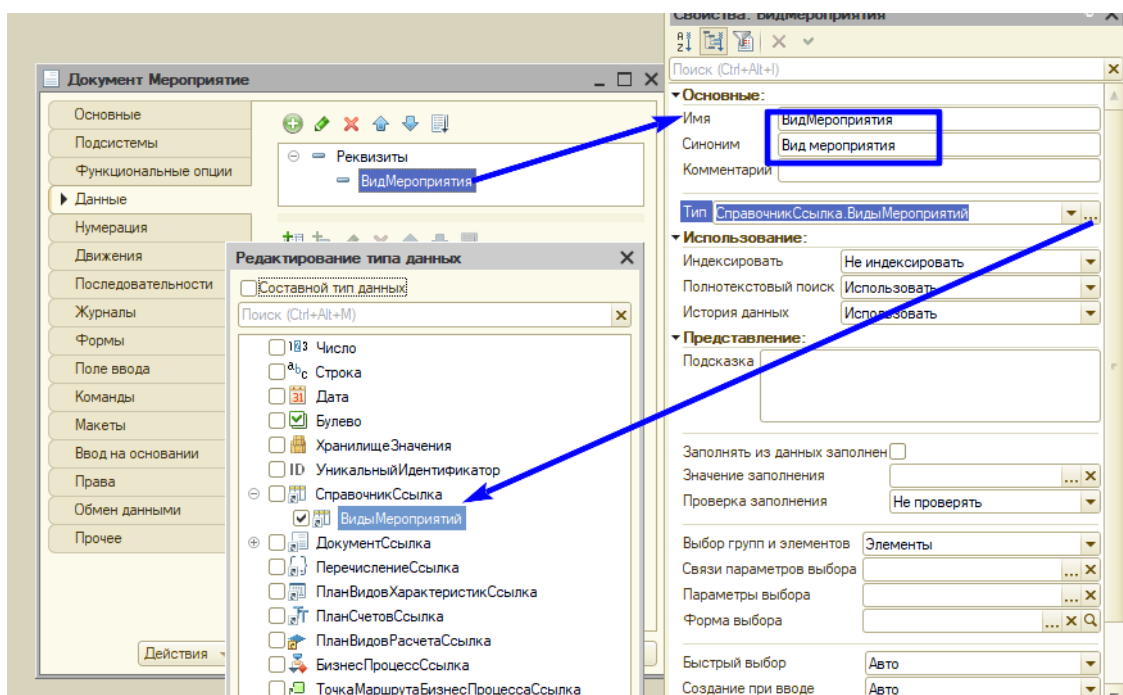 Свойства: ВидМероприятия
Поиск (Ctrl+Alt+I)
Основные:
Имя ВидМероприятия
Синоним Вид мероприятия
Комментарий
Тип СправочникСсылка.ВидыМероприятий
Использование:
Индексировать Не индексировать
Полнотекстовый поиск Использовать
История данных Использовать
Представление:
Подсказка
Заполнять из данных заполнен
Значение заполнения
Проверка заполнения Не проверять
Выбор групп и элементов Элементы
Связи параметров выбора
Параметры выбора
Форма выбора
Быстрый выбор Авто
Создание при вводе Авто
Документ Мероприятие
Основные
Подсистемы
Функциональные опции
Данные
Нумерация
Движения
Последовательности
Журналы
Формы
Поле ввода
Команды
Макеты
Ввод на основании
Права
Обмен данными
Прочее
Реквизиты
ВидМероприятия
Действия
Редактирование типа данных
Составной тип данных
Поиск (Ctrl+Alt+M)
Число
Строка
Дата
Булево
ХранилищеЗначения
УникальныйИдентификатор
СправочникСсылка
ВидыМероприятий
ДокументСсылка
ПеречислениеСсылка
ПланВидовХарактеристикСсылка
ПланСчетовСсылка
ПланВидовРасчетаСсылка
БизнесПроцессСсылка
ТочкаМаршрутаБизнесПроцессаСсылка